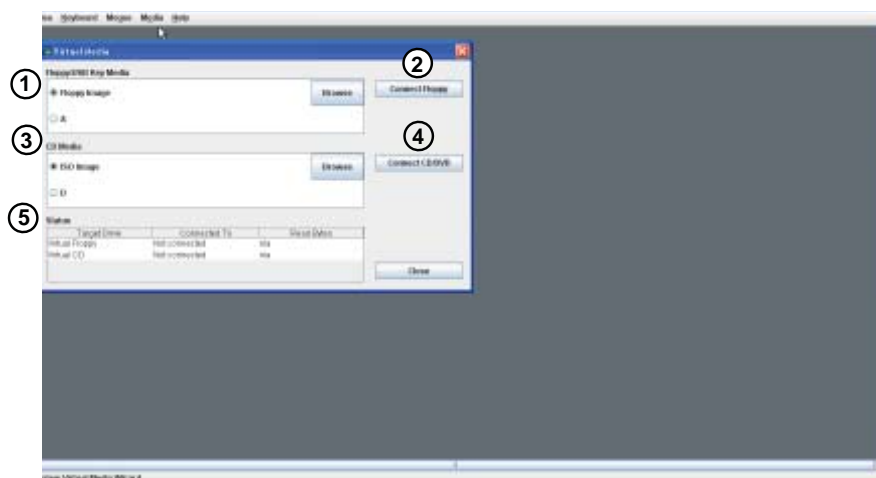 Keyboard Mouse Media Help
Virtual Media
①
Floppy/USB Key Media
Floppy Image
Browse
②
Connect Floppy
A
③
CD Media
ISO Image
Browse
④
Connect CD/DVD
D
⑤
Status
Target Drive Connected To Read Bytes
Virtual Floppy Not connected n/a
Virtual CD Not connected n/a
Close